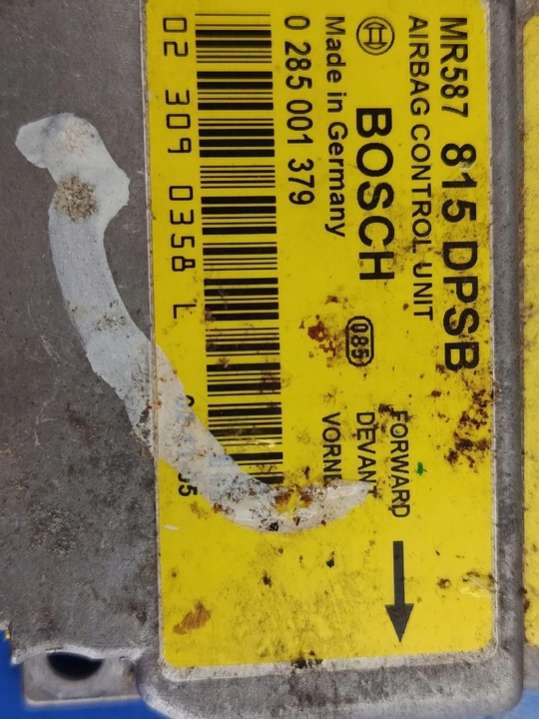 MR587 815 DPSB
AIRBAG CONTROL UNIT
BOSCH
Made in Germany
0 285 001 379
085
FORWARD
DEVANT
02 309 0358 L